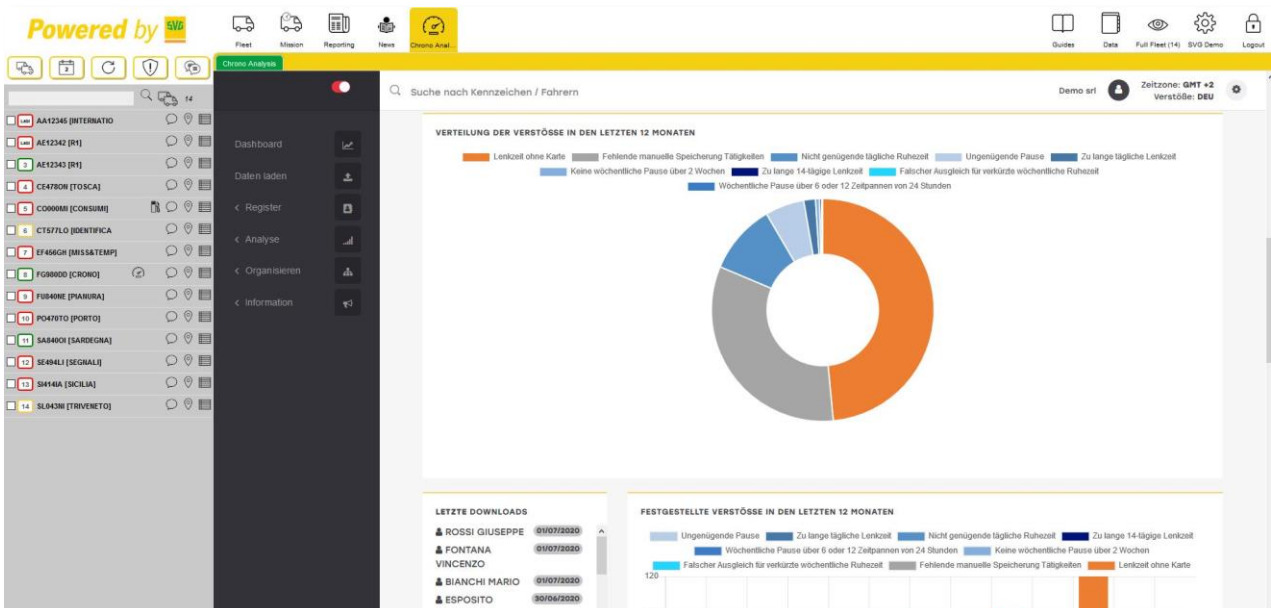 Powered by SVG
Fleet
Mission
Reporting
News
Chrono Anal...
Guides
Data
Full Fleet (14)
SVG Demo
Logout
Chrono Analysis
14
AA12345 [INTERNATIO
AE12342 [R1]
3 AE12343 [R1]
4 CE478ON [TOSCA]
5 CO000MI [CONSUMI]
6 CT577LO [IDENTIFICA
7 EF456GH [MISS&TEMP]
8 FG980DD [CRONO]
9 FU840NE [PIANURA]
10 PO470TO [PORTO]
11 SA840OI [SARDEGNA]
12 SE494LI [SEGNALI]
13 SI414IA [SICILIA]
14 SL043NI [TRIVENETO]
Dashboard
Daten laden
< Register
< Analyse
< Organisieren
< Information
Suche nach Kennzeichen / Fahrern
Demo srl
Zeitzone: GMT +2
Verstöße: DEU
VERTEILUNG DER VERSTÖSSE IN DEN LETZTEN 12 MONATEN
Lenkzeit ohne Karte Fehlende manuelle Speicherung Tätigkeiten Nicht genügende tägliche Ruhezeit Ungenügende Pause Zu lange tägliche Lenkzeit
Keine wöchentliche Pause über 2 Wochen Zu lange 14-tägige Lenkzeit Falscher Ausgleich für verkürzte wöchentliche Ruhezeit
Wöchentliche Pause über 6 oder 12 Zeitpannen von 24 Stunden
LETZTE DOWNLOADS
ROSSI GIUSEPPE 01/07/2020
FONTANA VINCENZO 01/07/2020
BIANCHI MARIO 01/07/2020
ESPOSITO 30/06/2020
FESTGESTELLTE VERSTÖSSE IN DEN LETZTEN 12 MONATEN
Ungenügende Pause Zu lange tägliche Lenkzeit Nicht genügende tägliche Ruhezeit Zu lange 14-tägige Lenkzeit
Wöchentliche Pause über 6 oder 12 Zeitpannen von 24 Stunden Keine wöchentliche Pause über 2 Wochen
Falscher Ausgleich für verkürzte wöchentliche Ruhezeit Fehlende manuelle Speicherung Tätigkeiten Lenkzeit ohne Karte
120